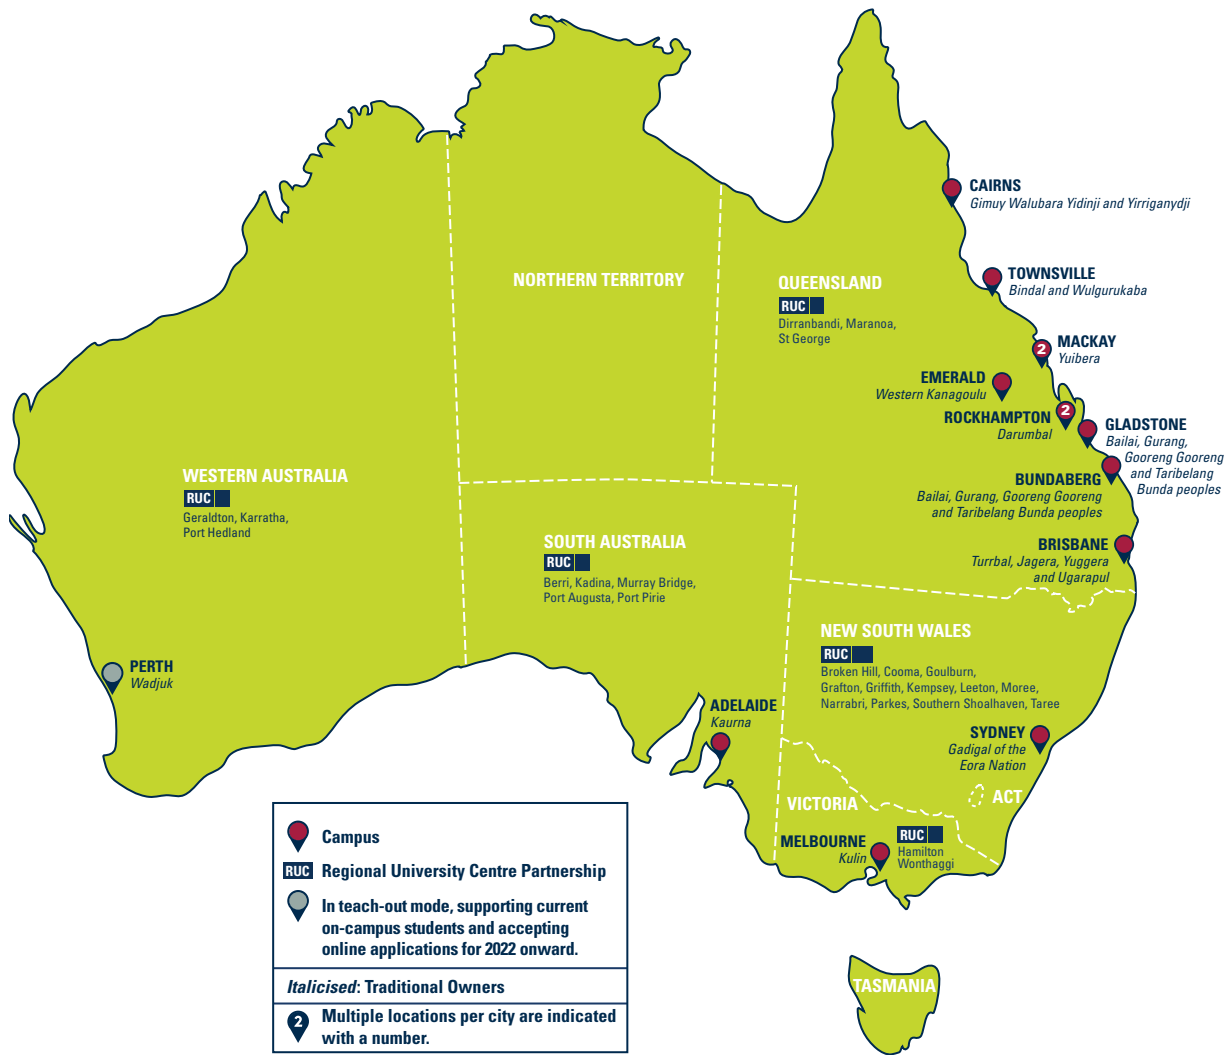 CAIRNS
Gimuy Walubara Yidinji and Yirriganydji
TOWNSVILLE
Bindal and Wulgurukaba
NORTHERN TERRITORY
QUEENSLAND
RUC
Dirranbandi, Maranoa,
St George
2
MACKAY
Yuibera
EMERALD
Western Kanagoulu
2
ROCKHAMPTON
Darumbal
GLADSTONE
Bailai, Gurang,
Gooreng Gooreng
and Taribelang
Bunda peoples
BUNDABERG
Bailai, Gurang, Gooreng Gooreng
and Taribelang Bunda peoples
WESTERN AUSTRALIA
RUC
Geraldton, Karratha,
Port Hedland
SOUTH AUSTRALIA
RUC
Berri, Kadina, Murray Bridge,
Port Augusta, Port Pirie
BRISBANE
Turrbal, Jagera, Yuggera
and Ugarapul
NEW SOUTH WALES
RUC
Broken Hill, Cooma, Goulburn,
Grafton, Griffith, Kempsey, Leeton, Moree,
Narrabri, Parkes, Southern Shoalhaven, Taree
PERTH
Wadjuk
ADELAIDE
Kaurna
SYDNEY
Gadigal of the
Eora Nation
ACT
VICTORIA
RUC
Hamilton
Wonthaggi
MELBOURNE
Kulin
TASMANIA
Campus
RUC Regional University Centre Partnership
In teach-out mode, supporting current
on-campus students and accepting
online applications for 2022 onward.
Italicised: Traditional Owners
2 Multiple locations per city are indicated
with a number.